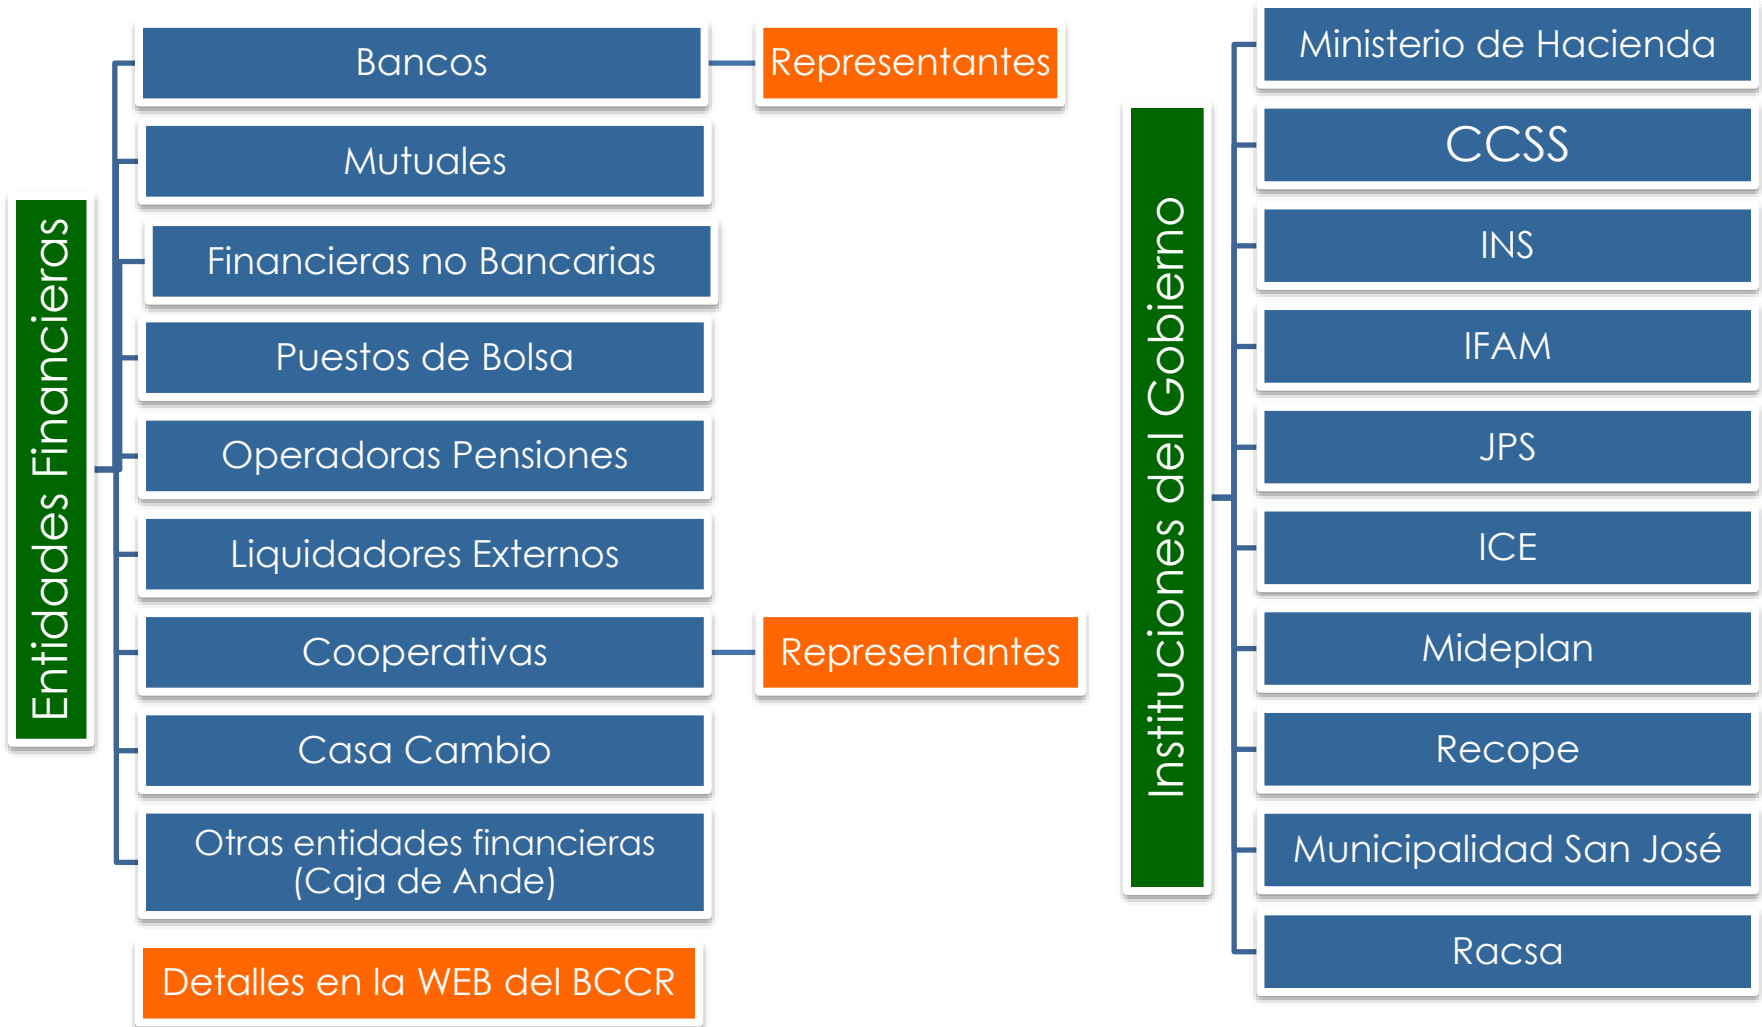 Entidades Financieras
Bancos
Representantes
Mutuales
Financieras no Bancarias
Puestos de Bolsa
Operadoras Pensiones
Liquidadores Externos
Cooperativas
Representantes
Casa Cambio
Otras entidades financieras
(Caja de Ande)
Detalles en la WEB del BCCR
Instituciones del Gobierno
Ministerio de Hacienda
CCSS
INS
IFAM
JPS
ICE
Mideplan
Recope
Municipalidad San José
Racsa